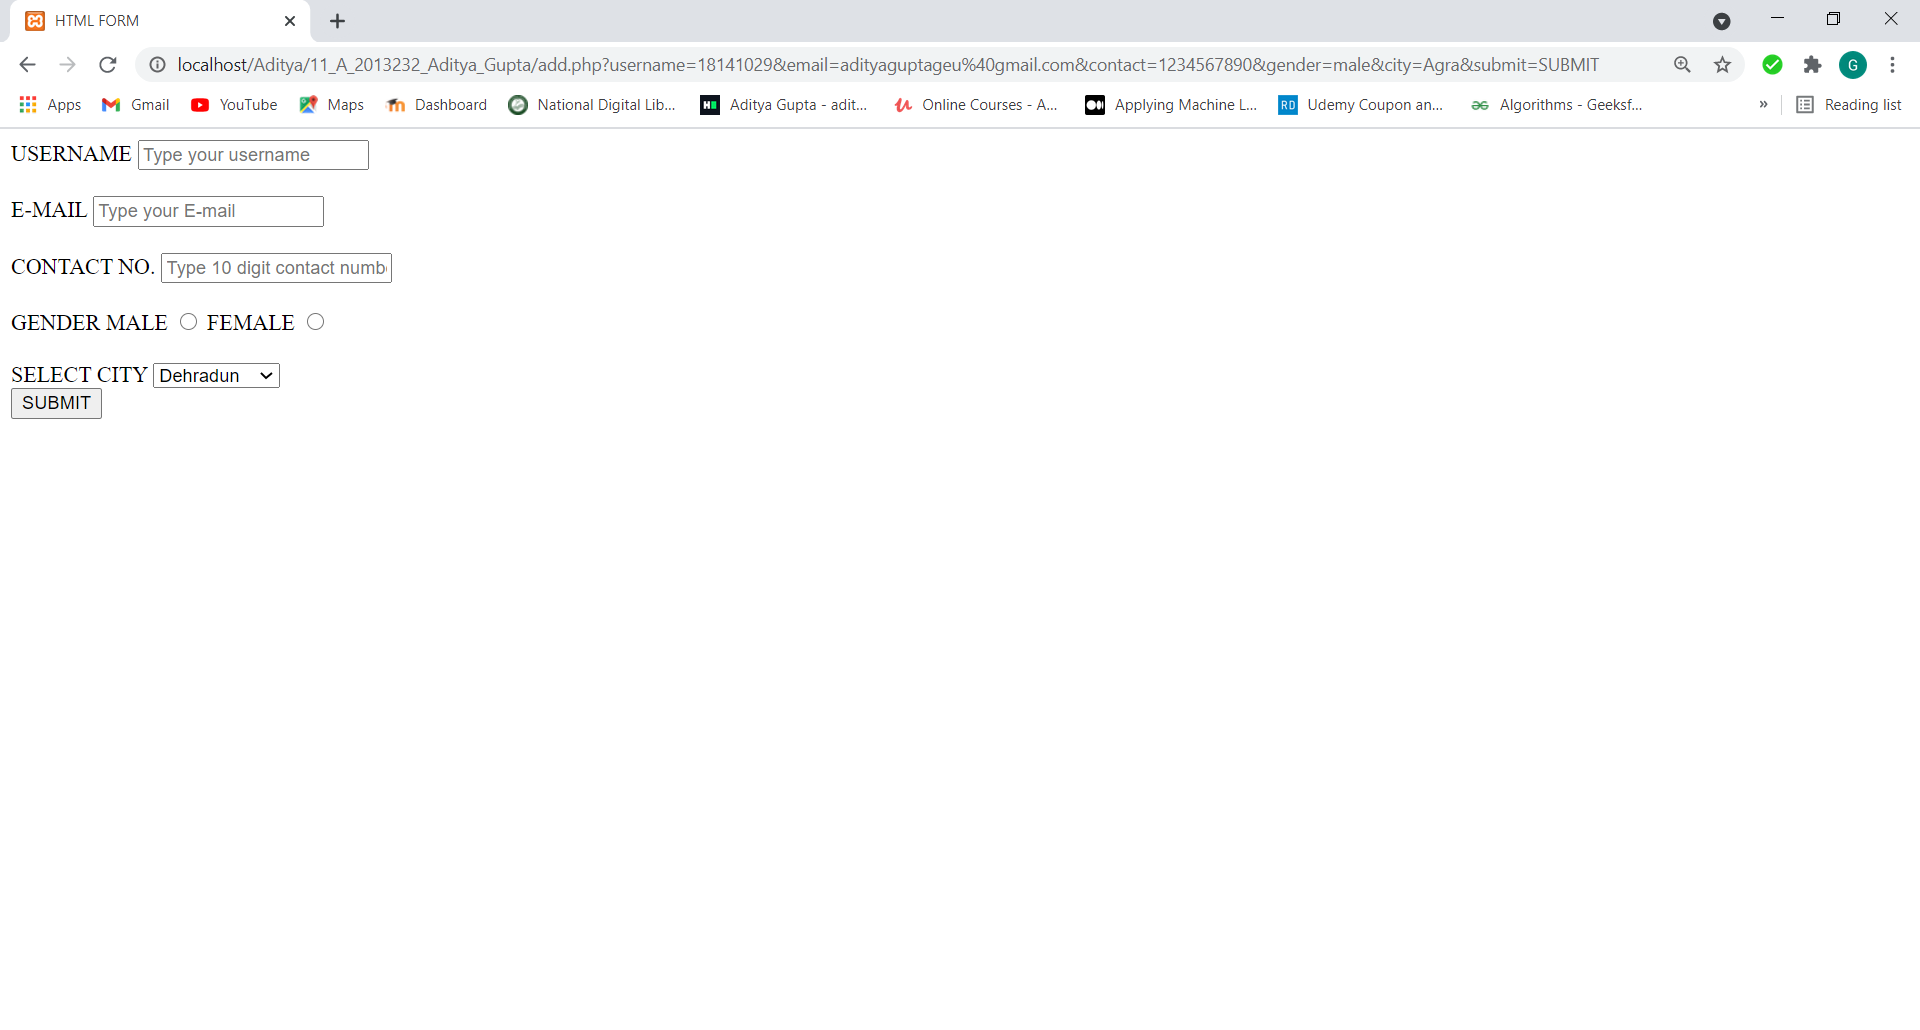 HTML FORM
localhost/Aditya/11_A_2013232_Aditya_Gupta/add.php?username=18141029&email=adityaguptageu%40gmail.com&contact=1234567890&gender=male&city=Agra&submit=SUBMIT
G
Apps Gmail YouTube Maps Dashboard National Digital Lib... Aditya Gupta - adit... Online Courses - A... Applying Machine L... RD Udemy Coupon an... Algorithms - Geeksf... » Reading list
USERNAME Type your username
E-MAIL Type your E-mail
CONTACT NO. Type 10 digit contact numb
GENDER MALE FEMALE
SELECT CITY Dehradun
SUBMIT